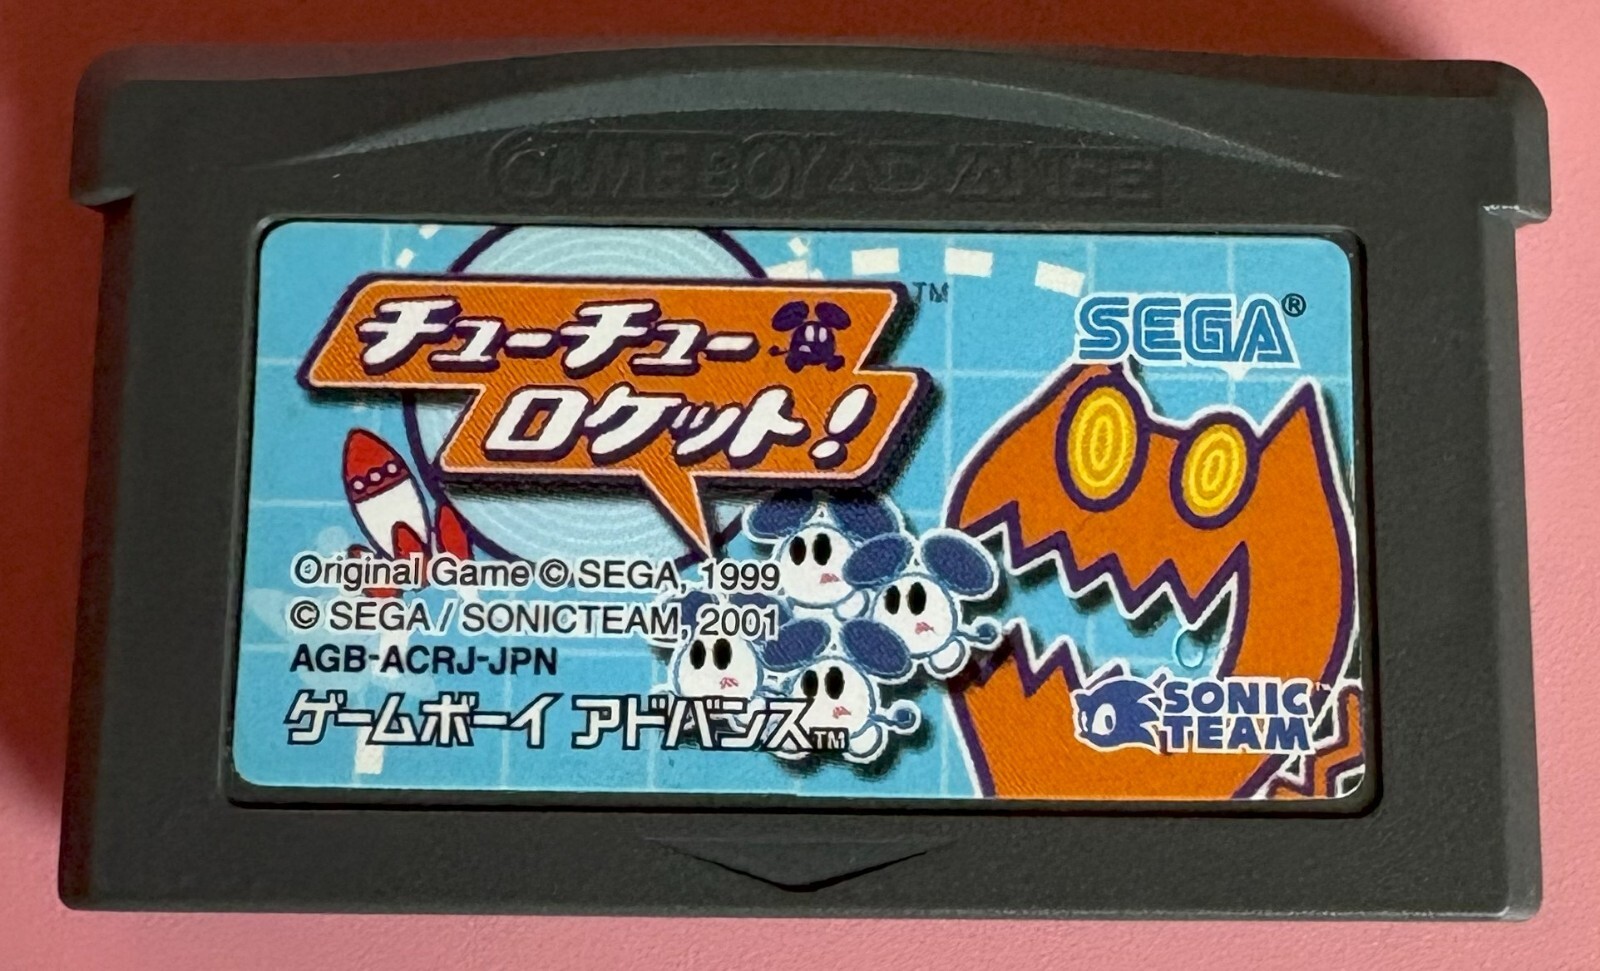 GAME BOY ADVANCE
チューチュー
ロケット!
™
SEGA®
Original Game © SEGA, 1999
© SEGA / SONICTEAM, 2001
AGB-ACRJ-JPN
ゲームボーイ アドバンス™
SONIC™
TEAM